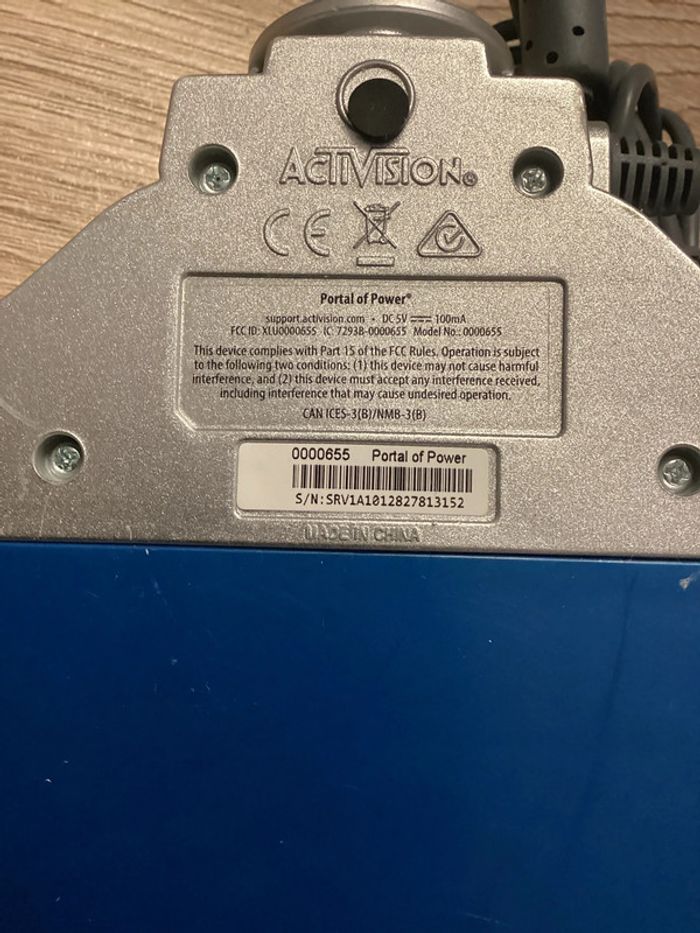 ACTIVISION®
CE
Portal of Power®
support.activision.com • DC 5V ⎓ 100mA
FCC ID: XLU0000655 IC: 7293B-0000655 Model No.: 0000655
This device complies with Part 15 of the FCC Rules. Operation is subject
to the following two conditions: (1) this device may not cause harmful
interference, and (2) this device must accept any interference received,
including interference that may cause undesired operation.
CAN ICES-3(B)/NMB-3(B)
0000655 Portal of Power
S/N:SRV1A1012827813152
MADE IN CHINA